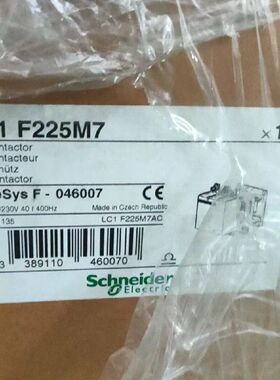 1 F225M7
×1
ntactor
ntacteur
hütz
ntactor
Sys F - 046007
CE
230V 40 / 400Hz
Made in Czech Republic
135
LC1 F225M7AC
3 389110 460070
Schneider
Electric